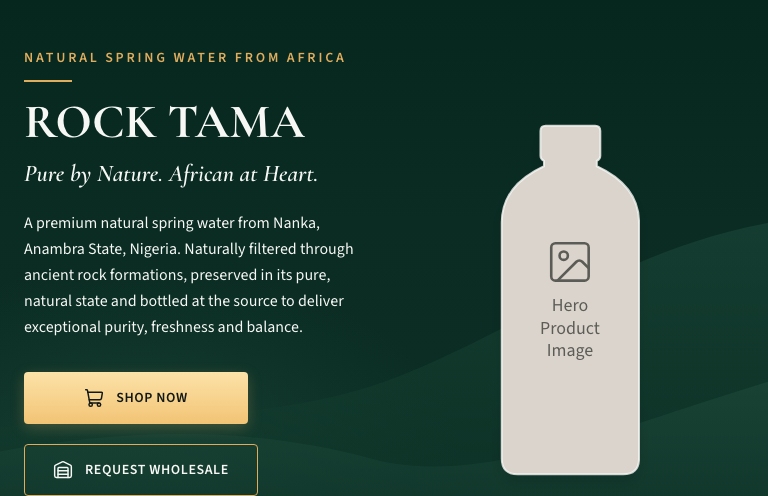 NATURAL SPRING WATER FROM AFRICA
ROCK TAMA
Pure by Nature. African at Heart.
A premium natural spring water from Nanka,
Anambra State, Nigeria. Naturally filtered through
ancient rock formations, preserved in its pure,
natural state and bottled at the source to deliver
exceptional purity, freshness and balance.
SHOP NOW
REQUEST WHOLESALE
Hero
Product
Image